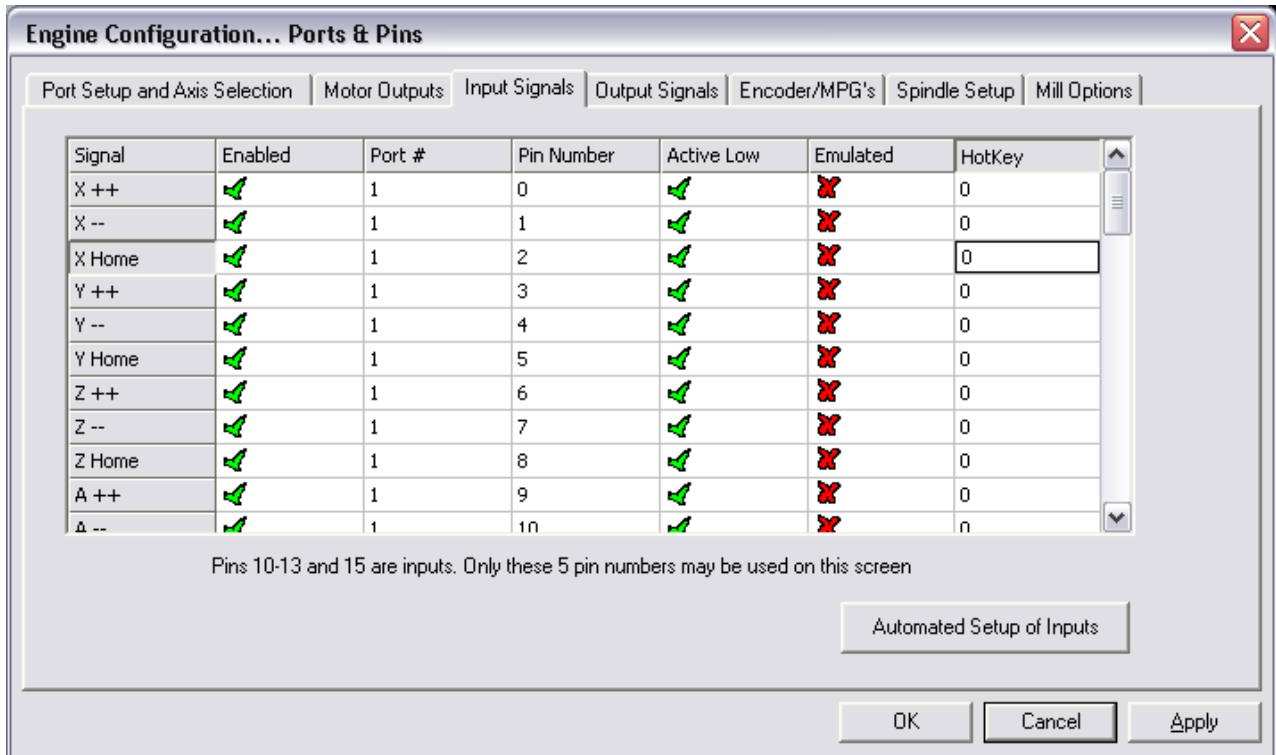 Engine Configuration... Ports & Pins
Port Setup and Axis Selection Motor Outputs Input Signals Output Signals Encoder/MPG's Spindle Setup Mill Options
Signal Enabled Port # Pin Number Active Low Emulated HotKey
X ++ 1 0 0
X -- 1 1 0
X Home 1 2 0
Y ++ 1 3 0
Y -- 1 4 0
Y Home 1 5 0
Z ++ 1 6 0
Z -- 1 7 0
Z Home 1 8 0
A ++ 1 9 0
A -- 1 10 0
Pins 10-13 and 15 are inputs. Only these 5 pin numbers may be used on this screen
Automated Setup of Inputs
OK Cancel Apply